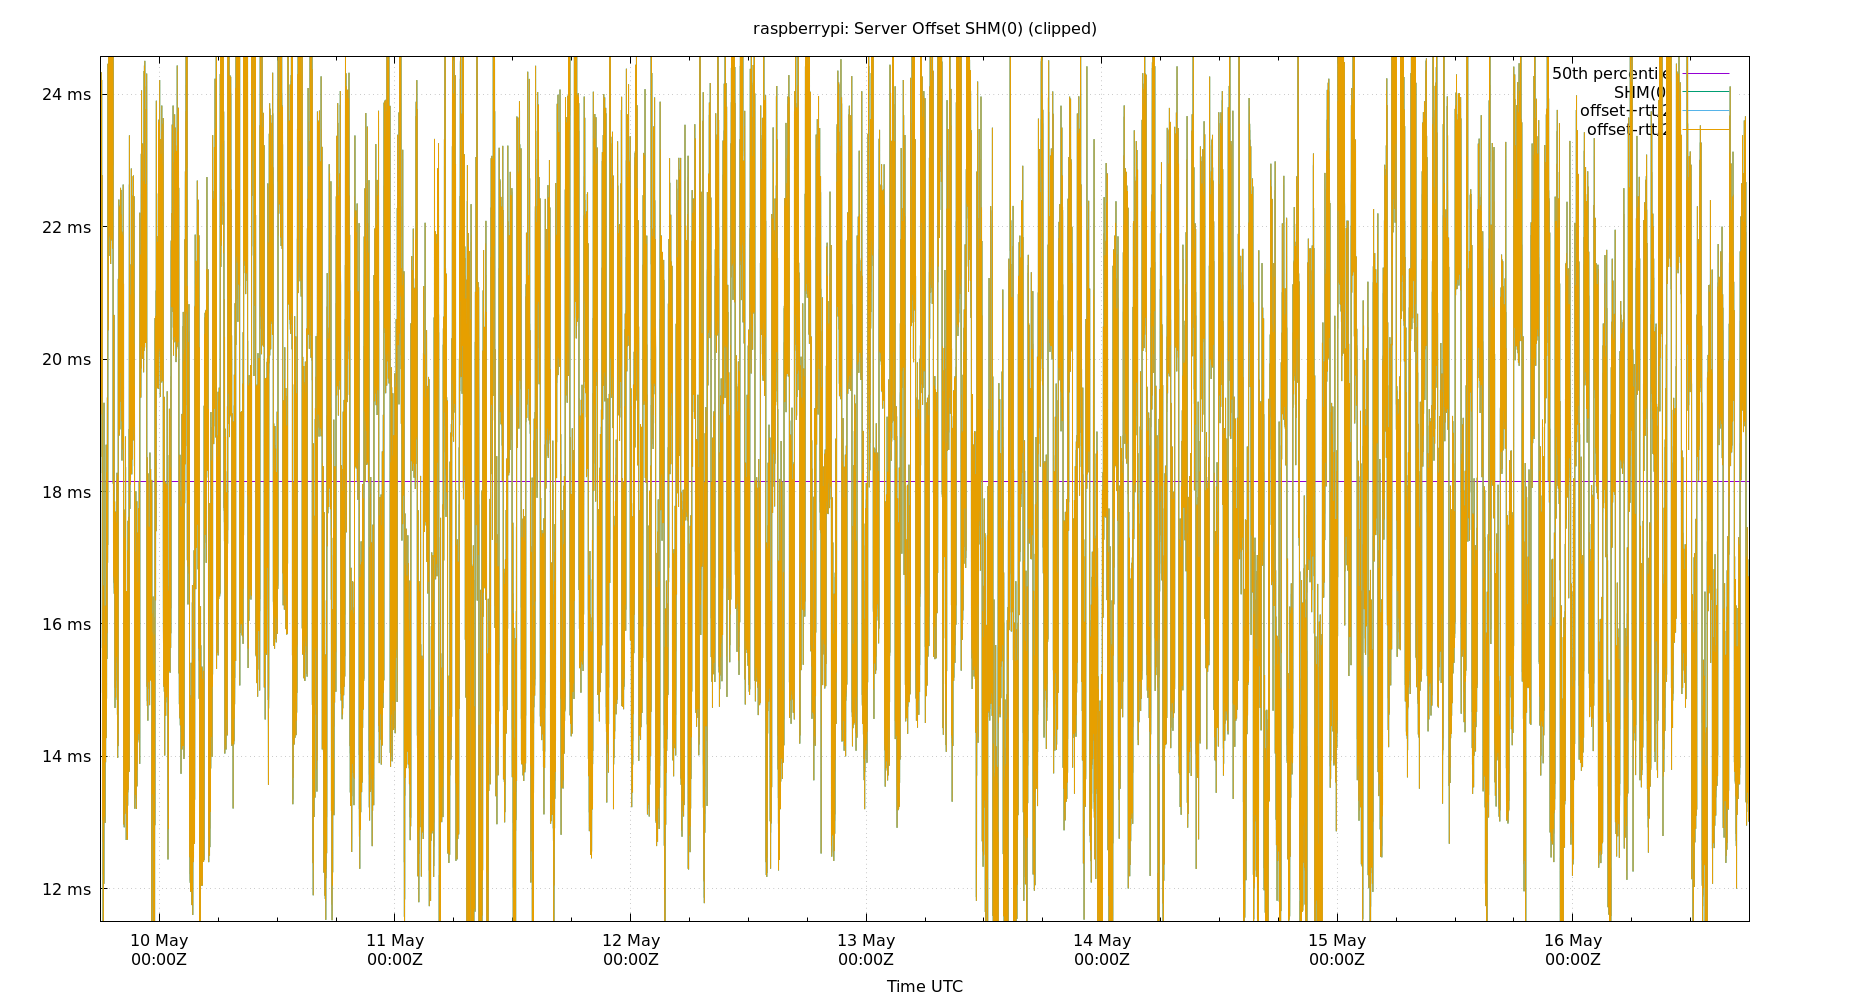 raspberrypi: Server Offset SHM(0) (clipped)
24 ms
22 ms
20 ms
18 ms
16 ms
14 ms
12 ms
50th percentile
SHM(0)
offset+rtt/2
offset-rtt/2
10 May 11 May 12 May 13 May 14 May 15 May 16 May
00:00Z 00:00Z 00:00Z 00:00Z 00:00Z 00:00Z 00:00Z
Time UTC